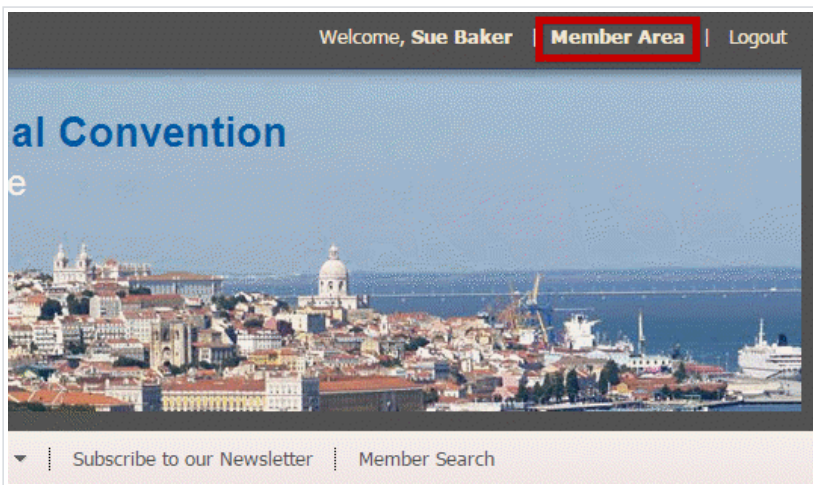 Welcome, Sue Baker | Member Area | Logout
al Convention
e
Subscribe to our Newsletter | Member Search